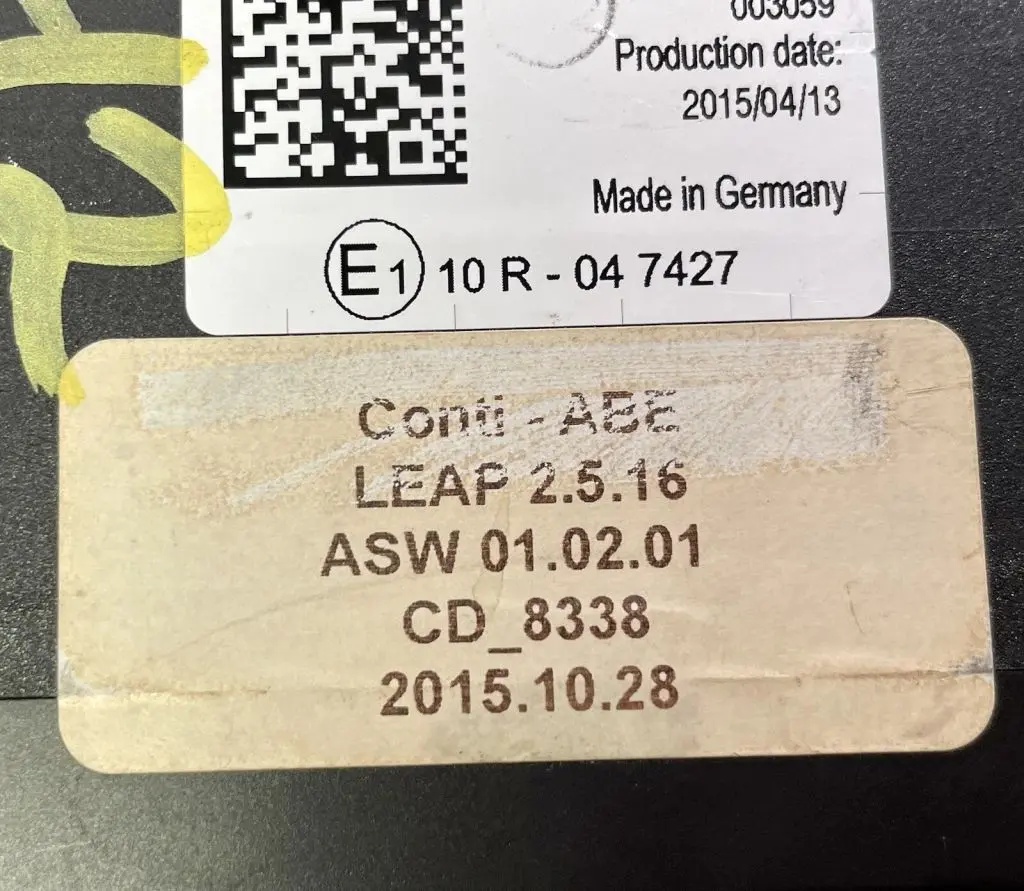 003059
Production date:
2015/04/13
Made in Germany
E1 10 R - 04 7427
Conti - ABE
LEAP 2.5.16
ASW 01.02.01
CD_8338
2015.10.28